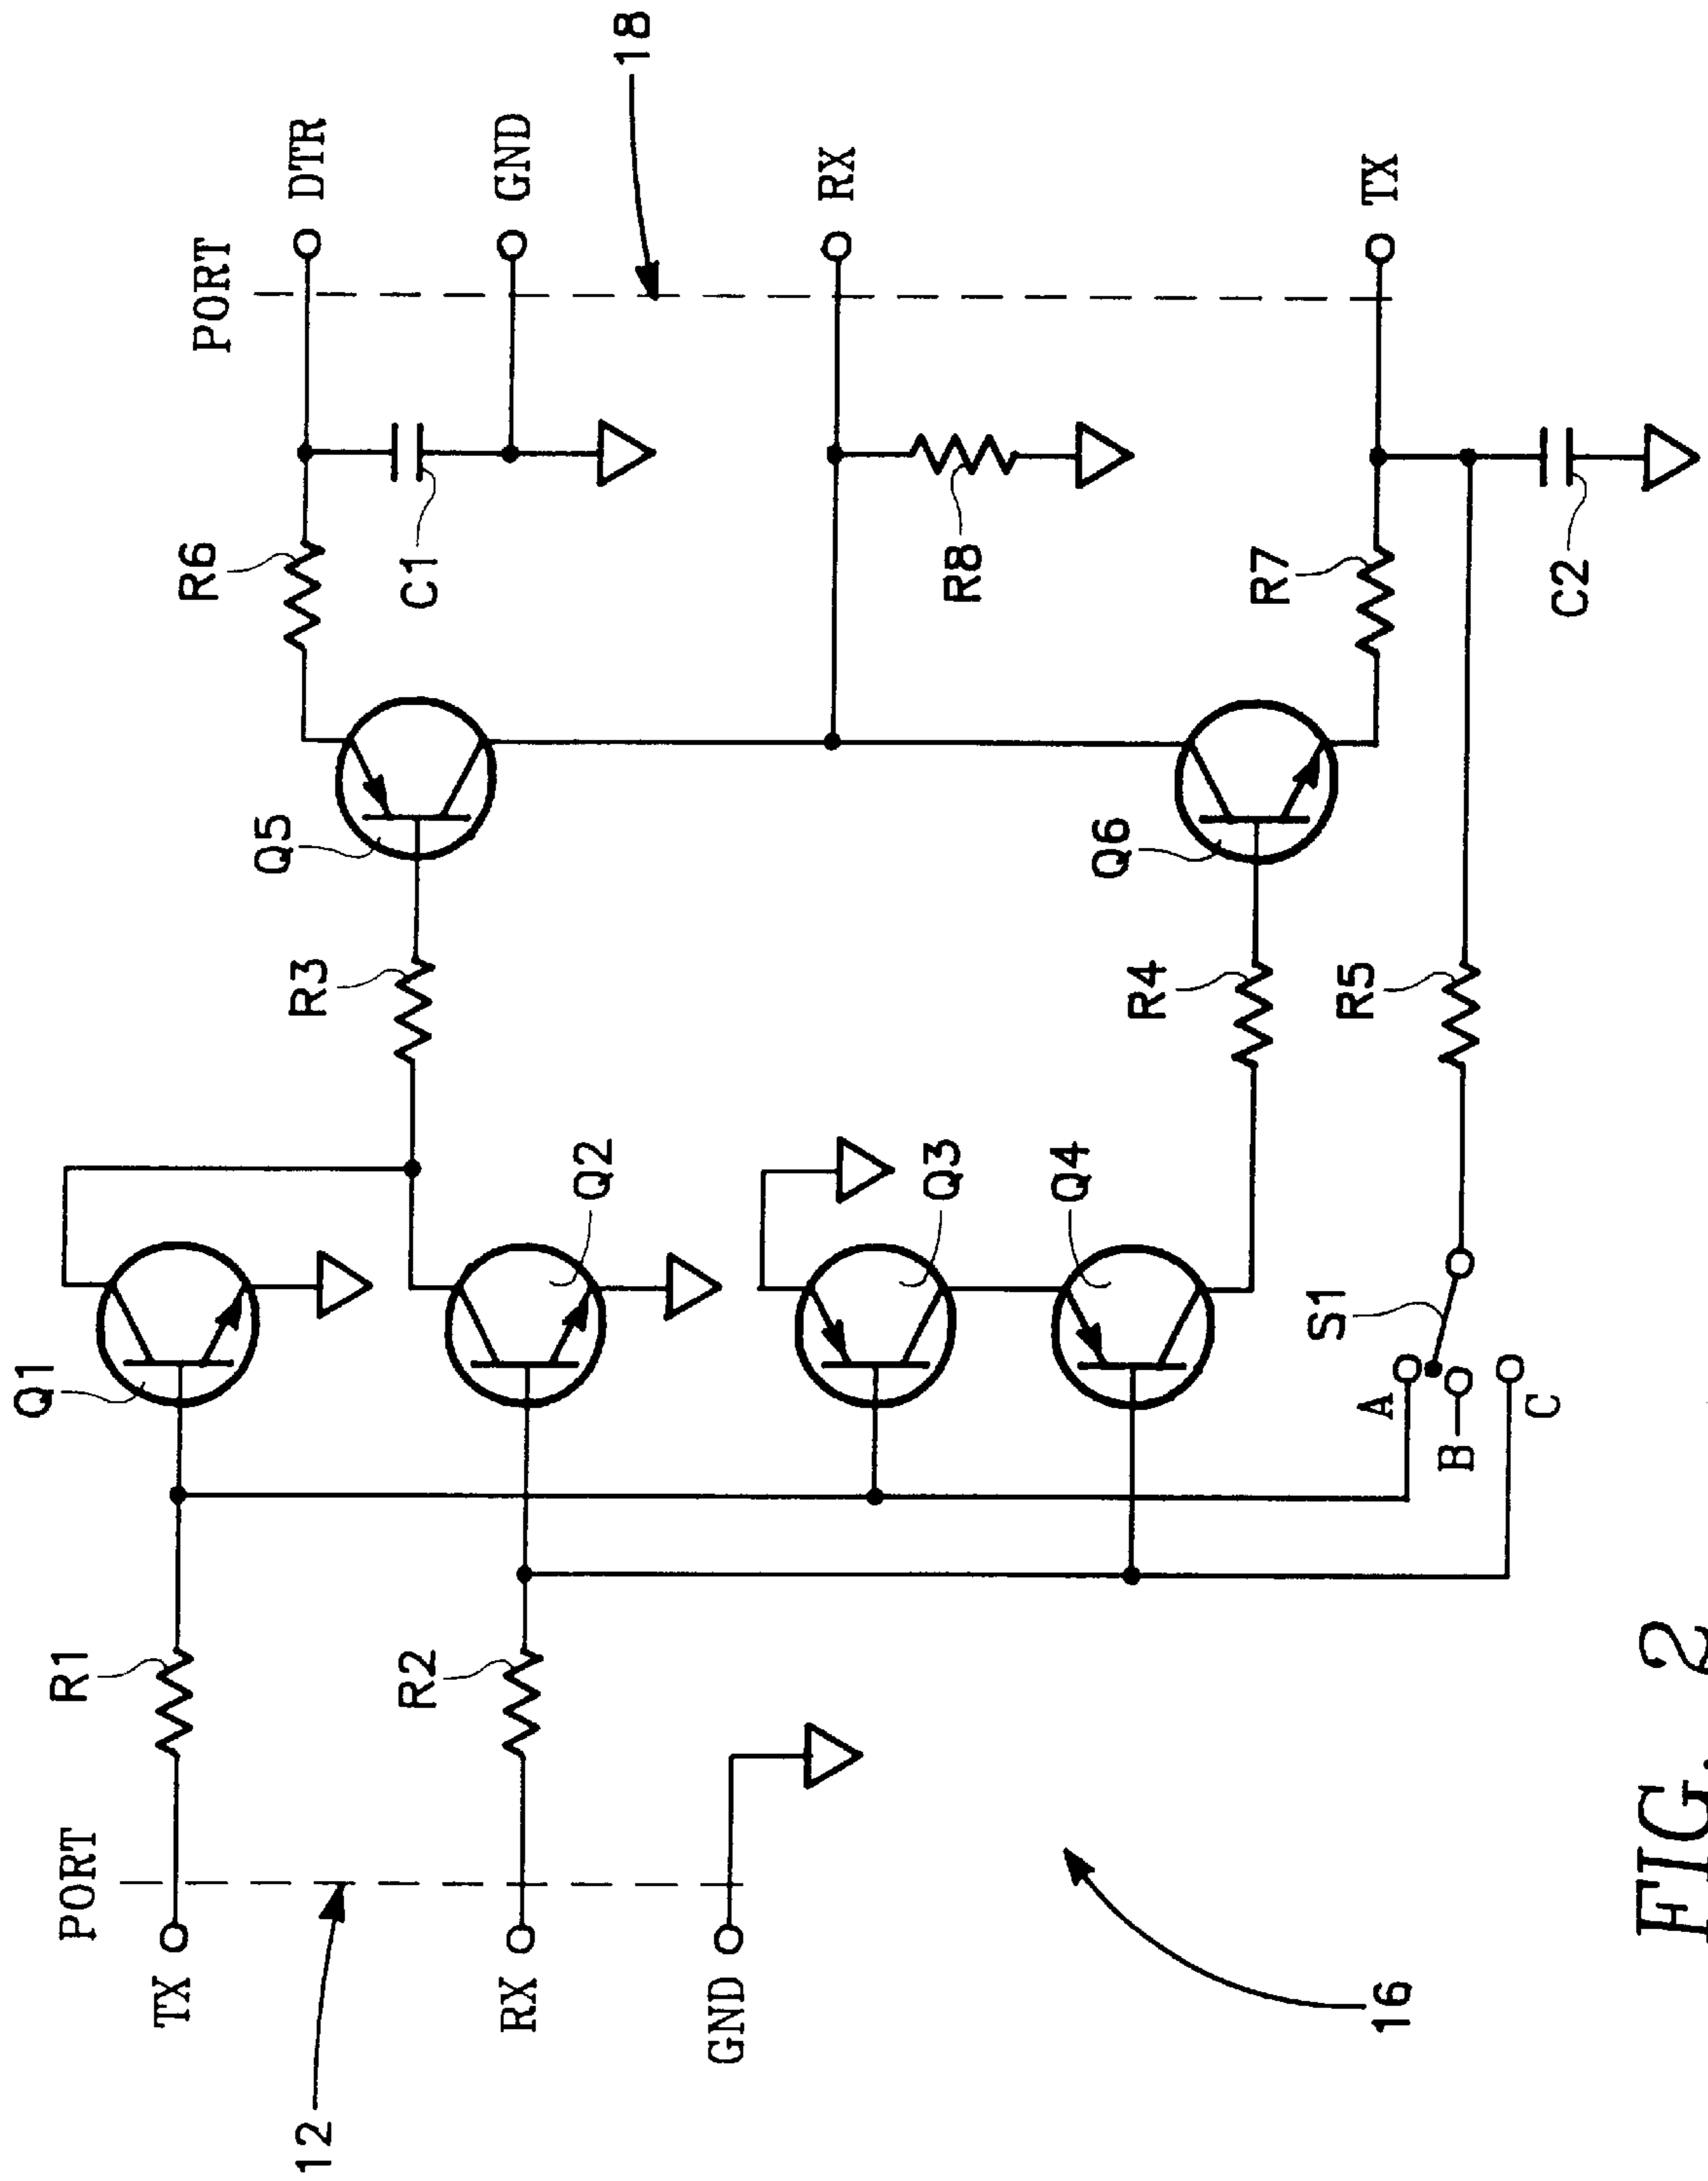 PORT
12
TX
RX
GND
R1
R2
Q1
Q2
Q3
Q4
A
B
C
S1
R3
R4
R5
Q5
Q6
R6
C1
R8
R7
C2
PORT
DTR
GND
RX
TX
18
16
FIG. 2